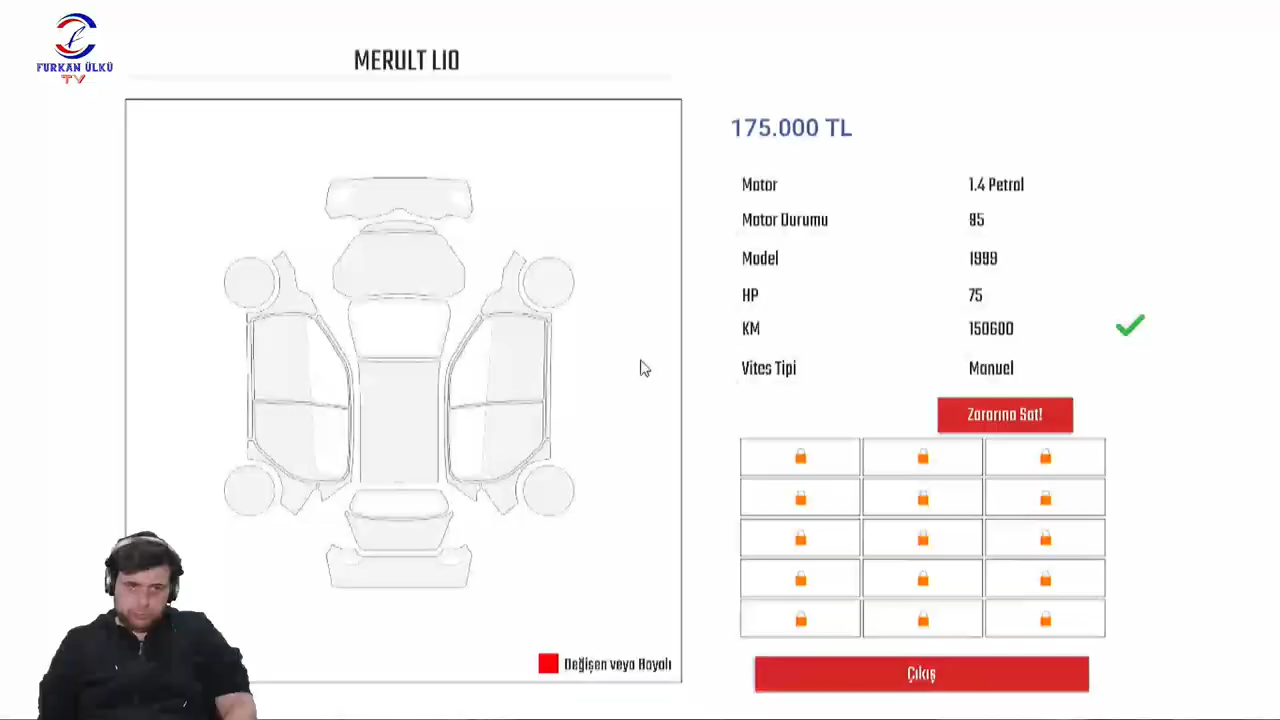 FURKAN ÜLKÜ
TV
MERULT LIO
175.000 TL
Motor 1.4 Petrol
Motor Durumu 95
Model 1999
HP 75
KM 150600
Vites Tipi Manuel
Zararına Sat!
Değişen veya Boyalı
Çıkış